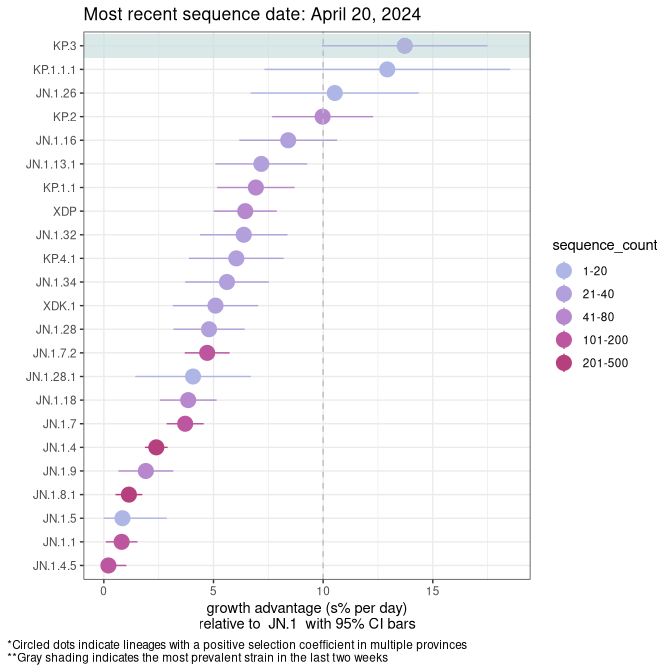 Most recent sequence date: April 20, 2024
KP.3
KP.1.1.1
JN.1.26
KP.2
JN.1.16
JN.1.13.1
KP.1.1
XDP
JN.1.32
KP.4.1
JN.1.34
XDK.1
JN.1.28
JN.1.7.2
JN.1.28.1
JN.1.18
JN.1.7
JN.1.4
JN.1.9
JN.1.8.1
JN.1.5
JN.1.1
JN.1.4.5
0 5 10 15
growth advantage (s% per day)
relative to JN.1 with 95% CI bars
sequence_count
1-20
21-40
41-80
101-200
201-500
*Circled dots indicate lineages with a positive selection coefficient in multiple provinces
**Gray shading indicates the most prevalent strain in the last two weeks